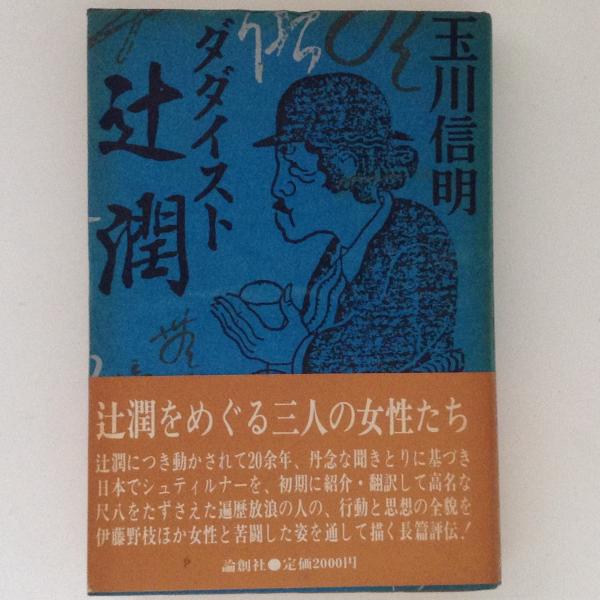 玉川信明
ダダイスト
辻潤
辻潤をめぐる三人の女性たち
辻潤につき動かされて20余年、丹念な聞きとりに基づき
日本でシュティルナーを、初期に紹介・翻訳して高名な
尺八をたずさえた遍歴放浪の人の、行動と思想の全貌を
伊藤野枝ほか女性と苦闘した姿を通して描く長篇評伝！
論創社●定価2000円